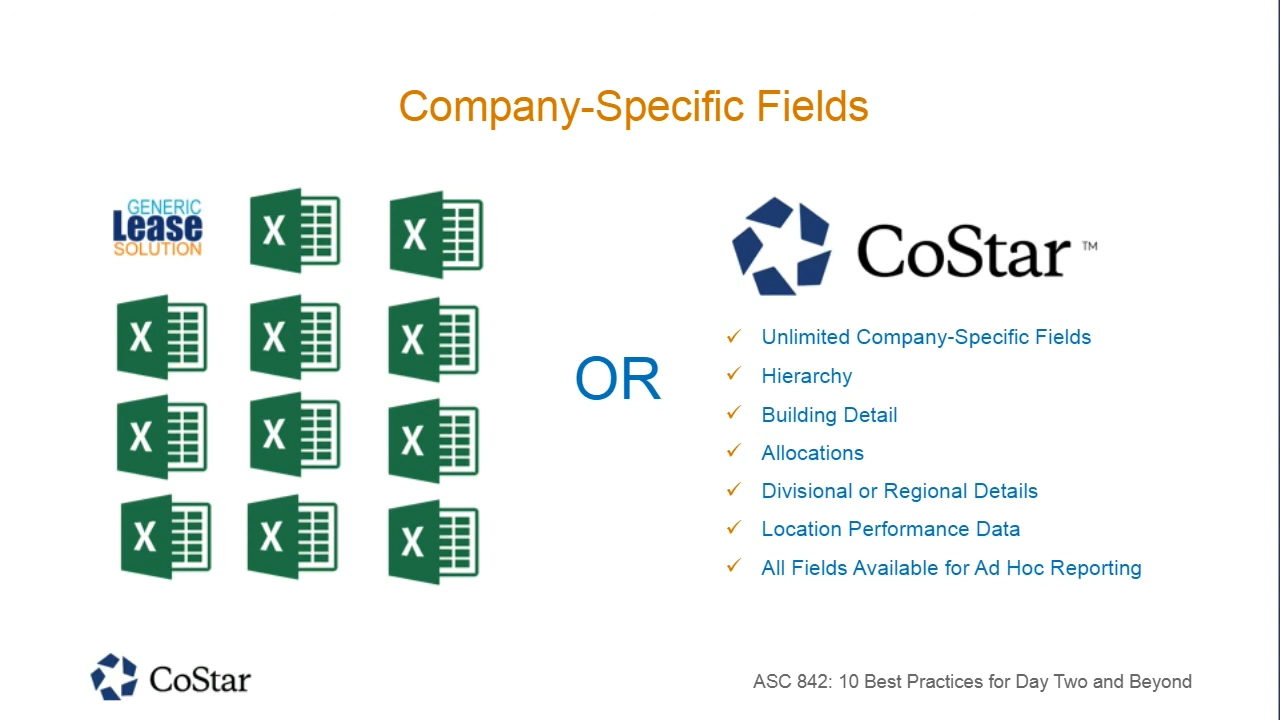 Company-Specific Fields
GENERIC
Lease
SOLUTION
X
X
X
X
X
X
X
X
X
X
X
OR
CoStar™
Unlimited Company-Specific Fields
Hierarchy
Building Detail
Allocations
Divisional or Regional Details
Location Performance Data
All Fields Available for Ad Hoc Reporting
CoStar
ASC 842: 10 Best Practices for Day Two and Beyond